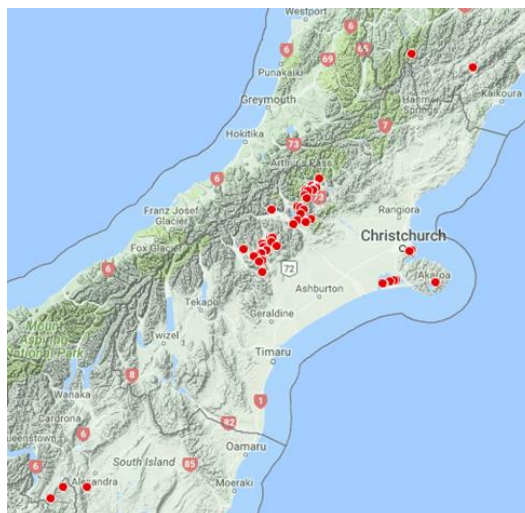 Westport
6
65
Punakaiki
69
6
Hanmer
Springs
Kaikoura
Greymouth
7
Hokitika
73
Arthur's Pass
6
73
Franz Josef
Glacier
Rangiora
Christchurch
Fox Glacier
72
Akaroa
6
Ashburton
Tekapo
Geraldine
Mount
Aspiring
National Park
Twizel
Timaru
8
Wanaka
1
Cardrona
82
6
Queenstown
Oamaru
South Island
85
6
Alexandra
Moeraki